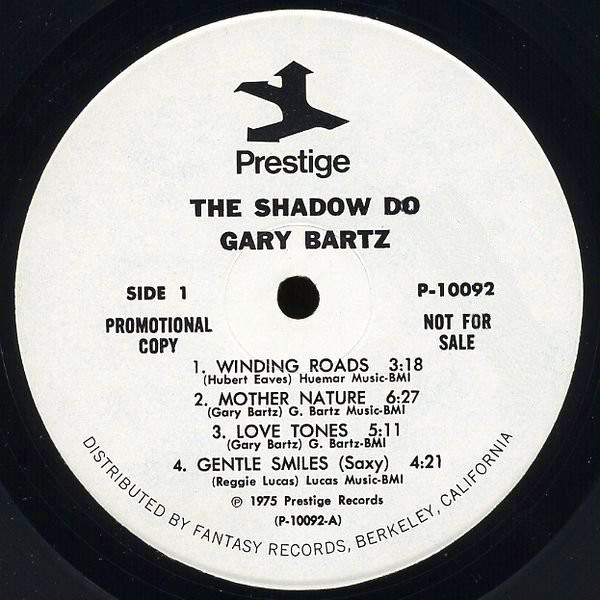 Prestige
THE SHADOW DO
GARY BARTZ
SIDE 1
P-10092
PROMOTIONAL
COPY
NOT FOR
SALE
1. WINDING ROADS 3:18
(Hubert Eaves) Huemar Music-BMI
2. MOTHER NATURE 6:27
(Gary Bartz) G. Bartz Music-BMI
3. LOVE TONES 5:11
(Gary Bartz) G. Bartz-BMI
4. GENTLE SMILES (Saxy) 4:21
(Reggie Lucas) Lucas Music-BMI
℗ 1975 Prestige Records
(P-10092-A)
DISTRIBUTED BY FANTASY RECORDS, BERKELEY, CALIFORNIA